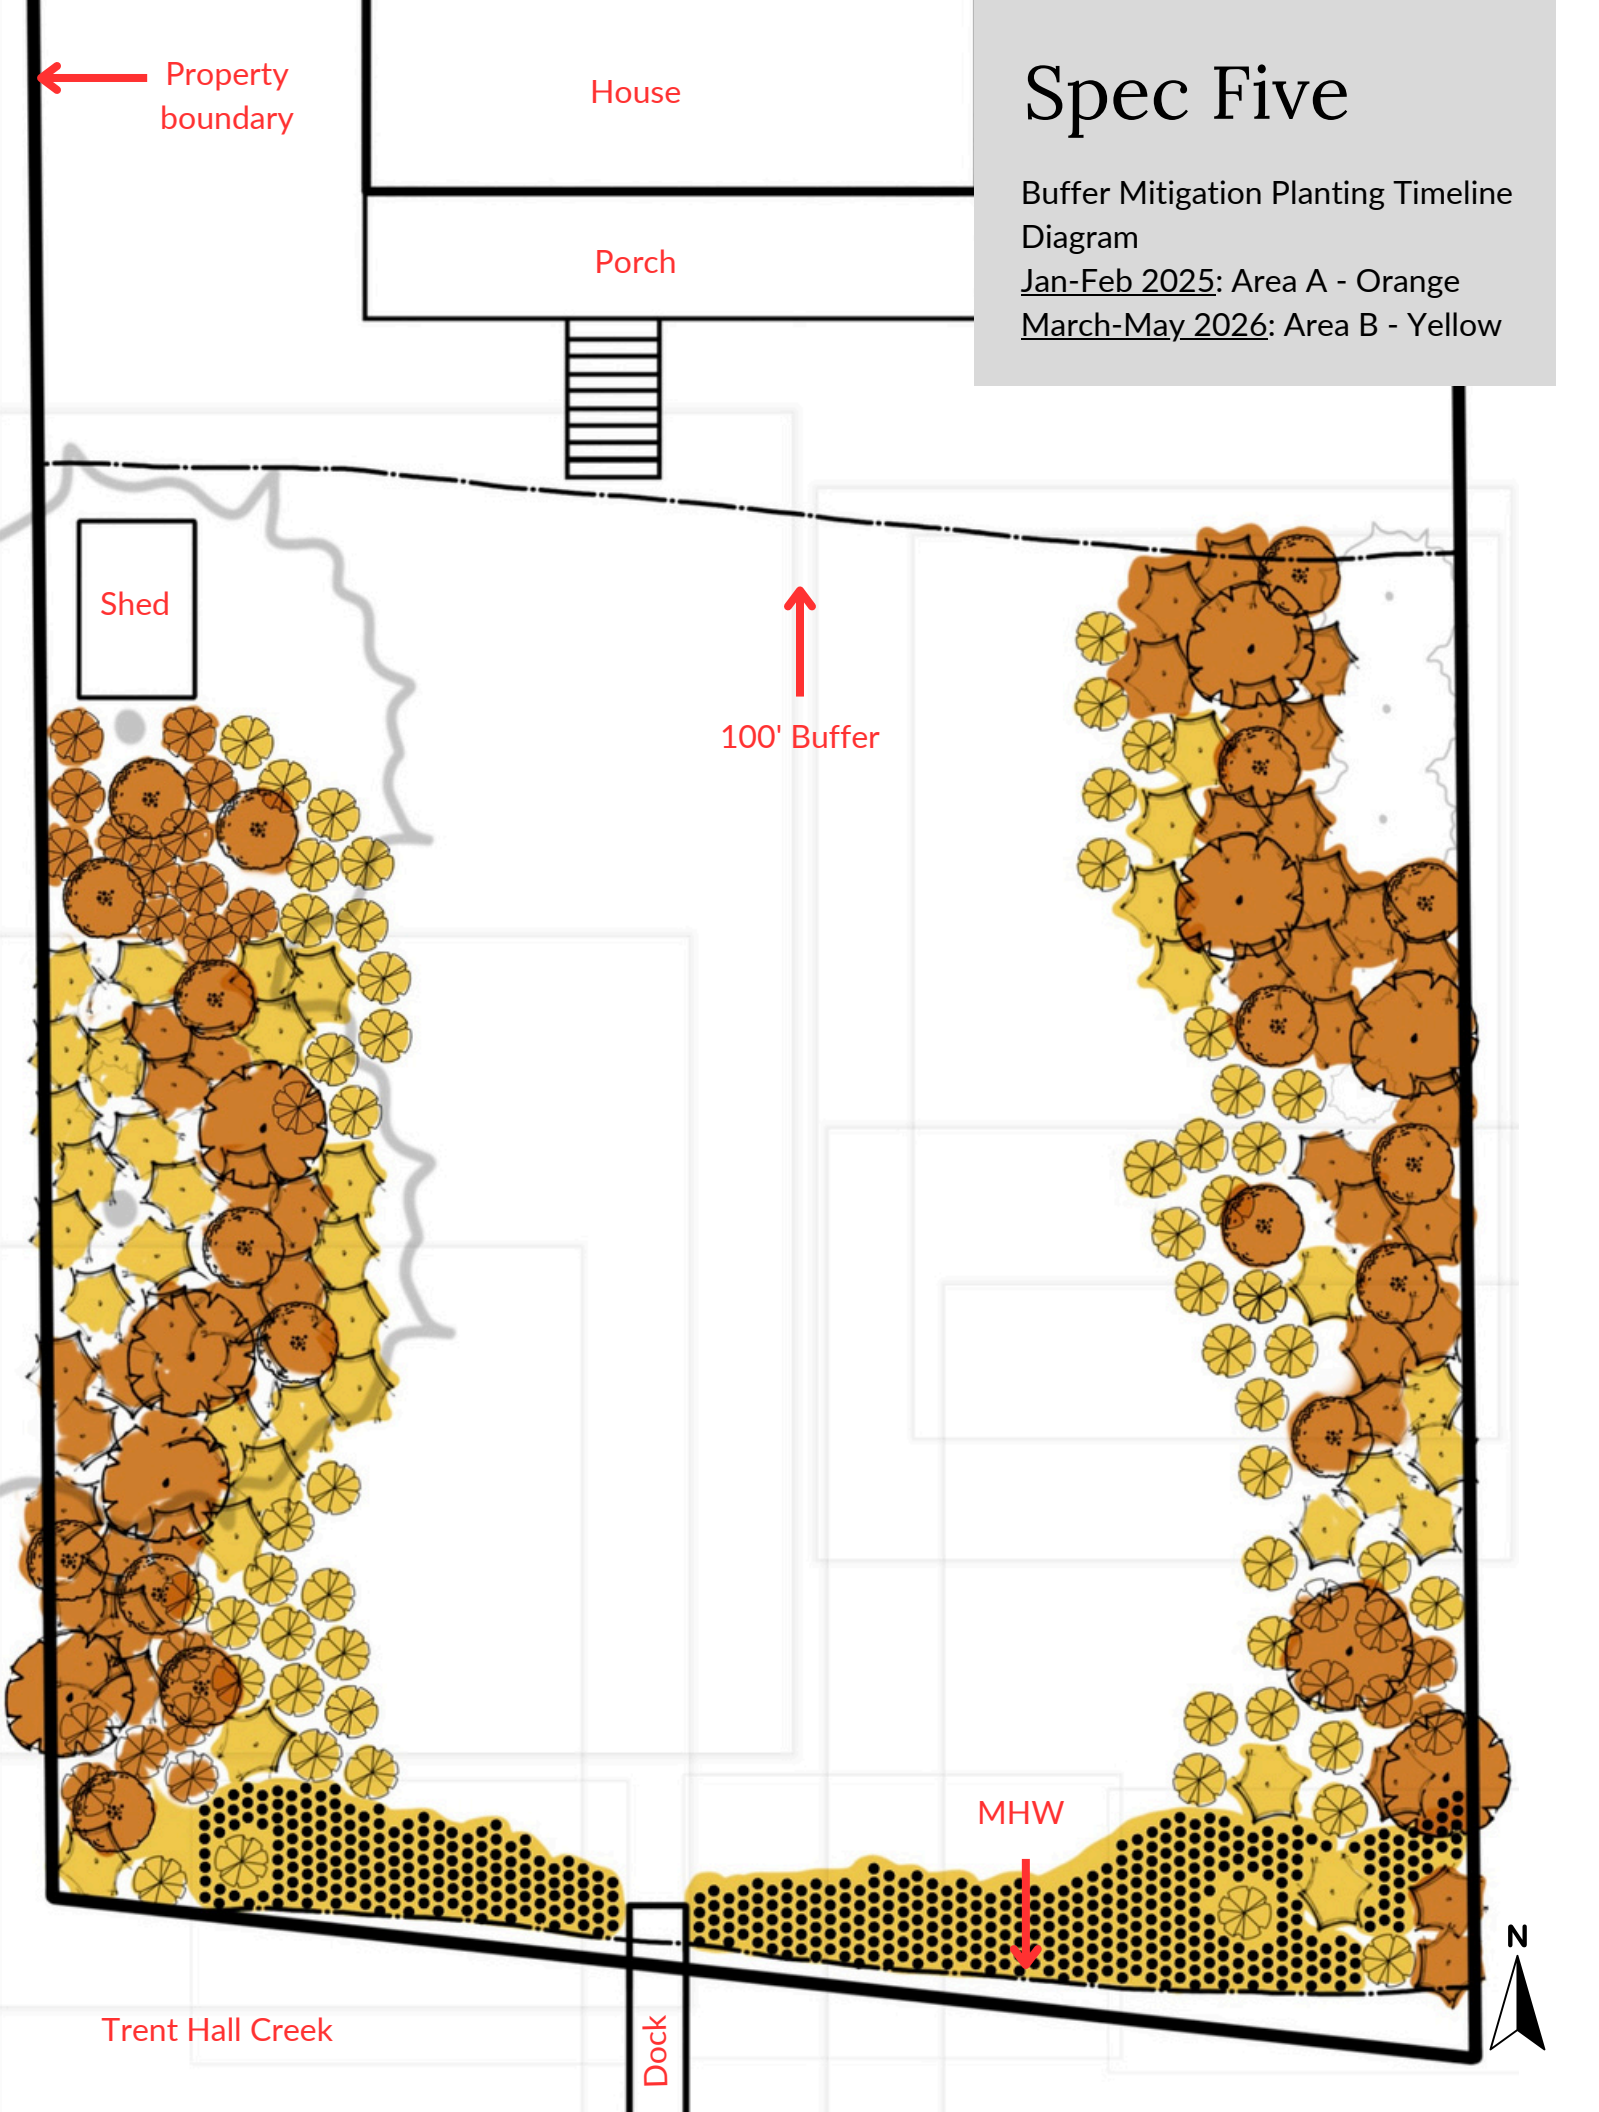 Spec Five
Buffer Mitigation Planting Timeline
Diagram
Jan-Feb 2025: Area A - Orange
March-May 2026: Area B - Yellow
Property
boundary
House
Porch
Shed
100' Buffer
MHW
N
Trent Hall Creek
Dock